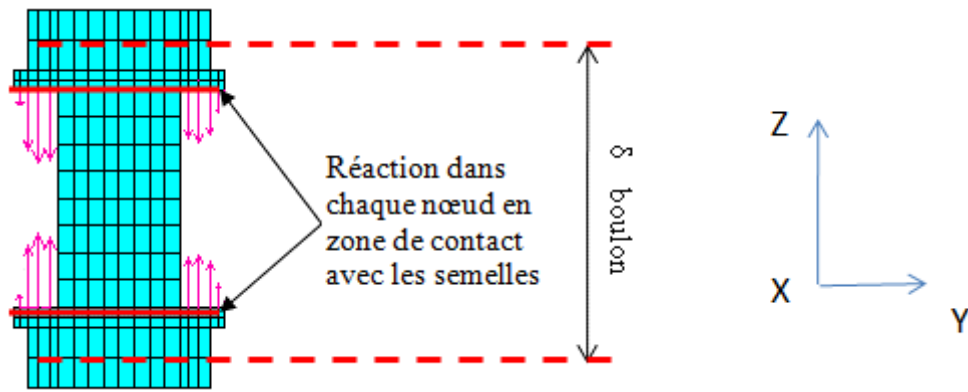 Réaction dans
chaque nœud en
zone de contact
avec les semelles
δ boulon
Z
X
Y